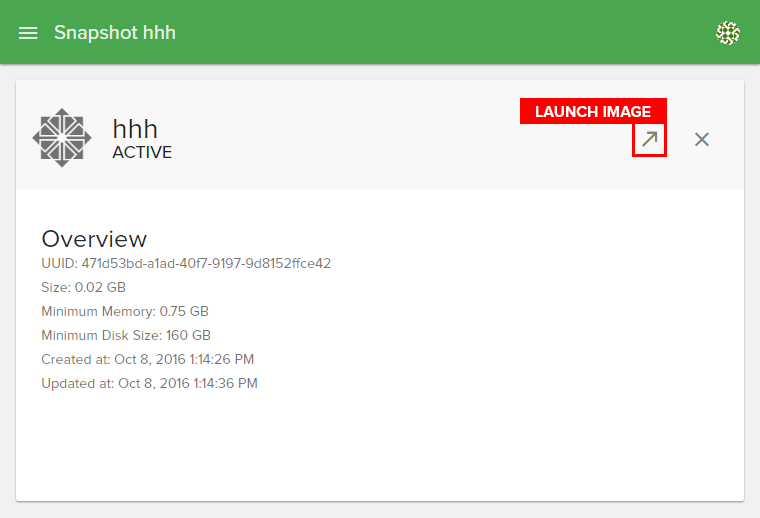 Snapshot hhh
LAUNCH IMAGE
hhh
ACTIVE
Overview
UUID: 471d53bd-a1ad-40f7-9197-9d8152ffce42
Size: 0.02 GB
Minimum Memory: 0.75 GB
Minimum Disk Size: 160 GB
Created at: Oct 8, 2016 1:14:26 PM
Updated at: Oct 8, 2016 1:14:36 PM